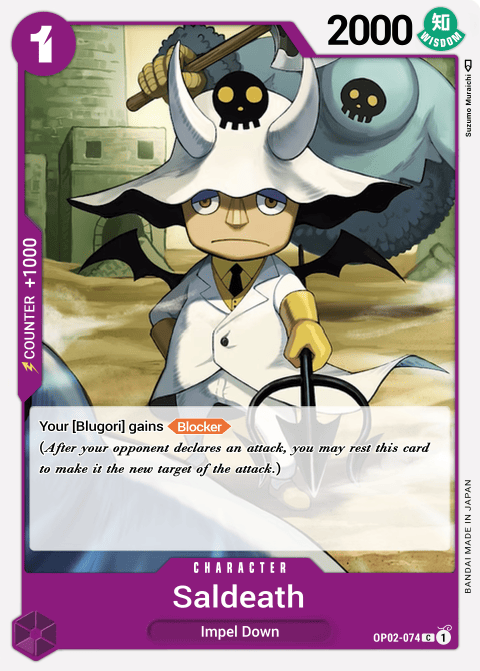 1
2000
知
WISDOM
Suzumo Muraichi
COUNTER +1000
Your [Blugori] gains Blocker
(After your opponent declares an attack, you may rest this card
to make it the new target of the attack.)
BANDAI MADE IN JAPAN
CHARACTER
Saldeath
Impel Down
OP02-074 C 1